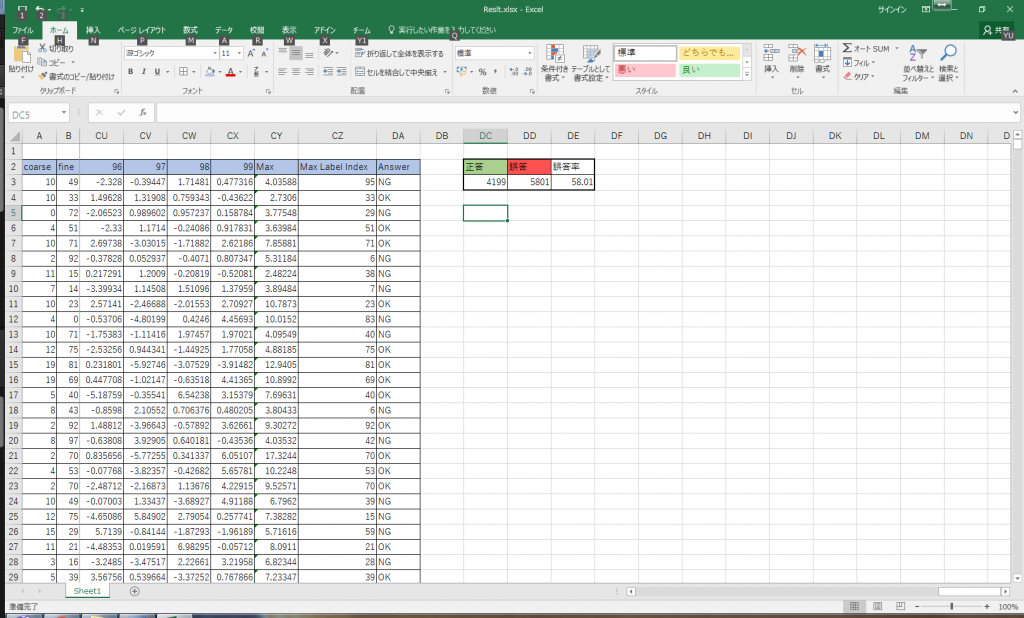 Reslt.xlsx - Excel サインイン
ファイル ホーム 挿入 ページ レイアウト 数式 データ 校閲 表示 アドイン チーム 実行したい作業を入力してください 共有
切り取り コピー 書式のコピー/貼り付け 貼り付け クリップボード
游ゴシック 11 フォント
折り返して全体を表示する セルを結合して中央揃え 配置
標準 数値
条件付き書式 テーブルとして書式設定 標準 どちらでも... 悪い 良い スタイル
挿入 削除 書式 セル
オート SUM フィル クリア 並べ替えとフィルター 検索と選択 編集
DC5
A B CU CV CW CX CY CZ DA DB DC DD DE DF DG DH DI DJ DK DL DM DN D
1
2 coarse fine 96 97 98 99 Max Max Label Index Answer 正答 誤答 誤答率
3 10 49 -2.328 -0.39447 1.71481 0.477316 4.03588 95 NG 4199 5801 58.01
4 10 33 1.49628 1.31908 0.759343 -0.43622 2.7306 33 OK
5 0 72 -2.06523 0.989602 0.957237 0.158784 3.77548 29 NG
6 4 51 -2.33 1.1714 -0.24086 0.917831 3.63984 51 OK
7 10 71 2.69738 -3.03015 -1.71882 2.62186 7.85881 71 OK
8 2 92 -0.37828 0.052937 -0.4071 0.807347 5.31184 6 NG
9 11 15 0.217291 1.2009 -0.20819 -0.52081 2.48224 38 NG
10 7 14 -3.39934 1.14508 1.51096 1.37959 3.89484 7 NG
11 10 23 2.57141 -2.46688 -2.01553 2.70927 10.7873 23 OK
12 4 0 -0.53706 -4.80199 0.4246 4.45693 10.0152 83 NG
13 10 71 -1.75383 -1.11416 1.97457 1.97021 4.09549 40 NG
14 12 75 -2.53256 0.944341 -1.44925 1.77058 4.88185 75 OK
15 19 81 0.231801 -5.92746 -3.07529 -3.91482 12.9405 81 OK
16 19 69 0.447708 -1.02147 -0.63518 4.41365 10.8992 69 OK
17 5 40 -5.18759 -0.35541 6.54238 3.15379 7.69631 40 OK
18 8 43 -0.8598 2.10552 0.706376 0.480205 3.80433 6 NG
19 2 92 1.48812 -3.96643 -0.57892 3.62661 9.30272 92 OK
20 8 97 -0.63808 3.92905 0.640181 -0.43536 4.03532 42 NG
21 2 70 0.835656 -5.77255 0.341337 6.05107 17.3244 70 OK
22 4 53 -0.07768 -3.82357 -0.42682 5.65781 10.2248 53 OK
23 2 70 -2.48712 -2.16873 1.13676 4.22915 9.52571 70 OK
24 10 49 -0.07003 1.33437 -3.68927 4.91188 6.7962 39 NG
25 12 75 -4.65086 5.84902 2.79054 0.257741 7.38282 15 NG
26 15 29 5.7139 -0.84144 -1.87293 -1.96189 5.71616 59 NG
27 11 21 -4.48353 0.019591 6.98295 -0.05712 8.0911 21 OK
28 3 16 -3.2485 -3.47517 2.22661 3.21958 6.82344 28 NG
29 5 39 3.56756 0.539664 -3.37252 0.767866 7.23347 39 OK
Sheet1
準備完了 100%